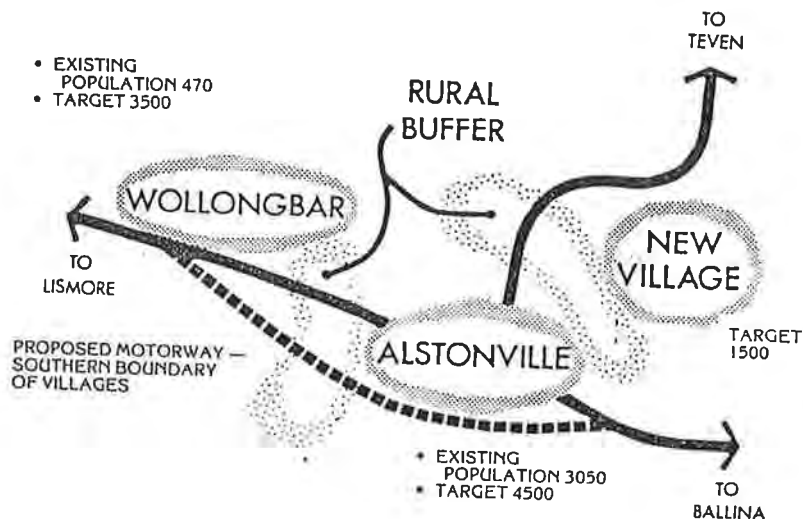 TO
TEVEN
• EXISTING
POPULATION 470
• TARGET 3500
RURAL
BUFFER
WOLLONGBAR
NEW
VILLAGE
TO
LISMORE
TARGET
1500
PROPOSED MOTORWAY —
SOUTHERN BOUNDARY
OF VILLAGES
ALSTONVILLE
• EXISTING
POPULATION 3050
• TARGET 4500
TO
BALLINA